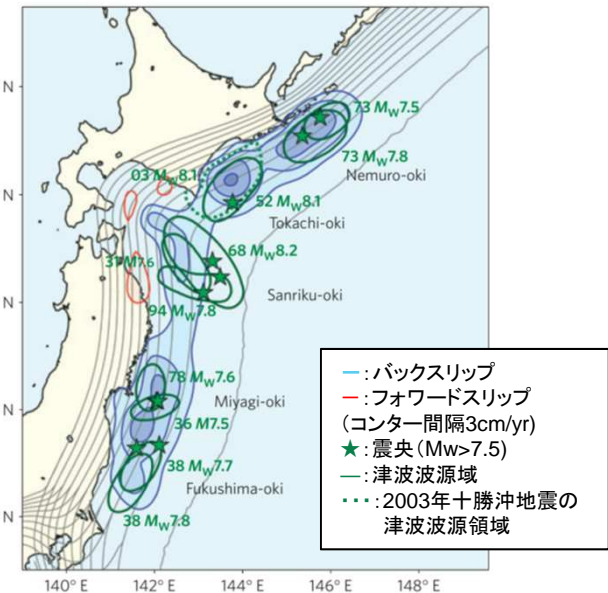 N
73 Mw7.5
73 Mw7.8
Nemuro-oki
03 Mw8.1
N
52 Mw8.1
Tokachi-oki
68 Mw8.2
31 M7.6
Sanriku-oki
N
94 Mw7.8
78 Mw7.6
Miyagi-oki
N
36 M7.5
38 Mw7.7
Fukushima-oki
N
38 Mw7.8
140° E
142° E
144° E
146° E
148° E
ー:バックスリップ
ー:フォワードスリップ
(コンター間隔3cm/yr)
★:震央(Mw>7.5)
―:津波波源域
・・・:2003年十勝沖地震の
津波波源領域